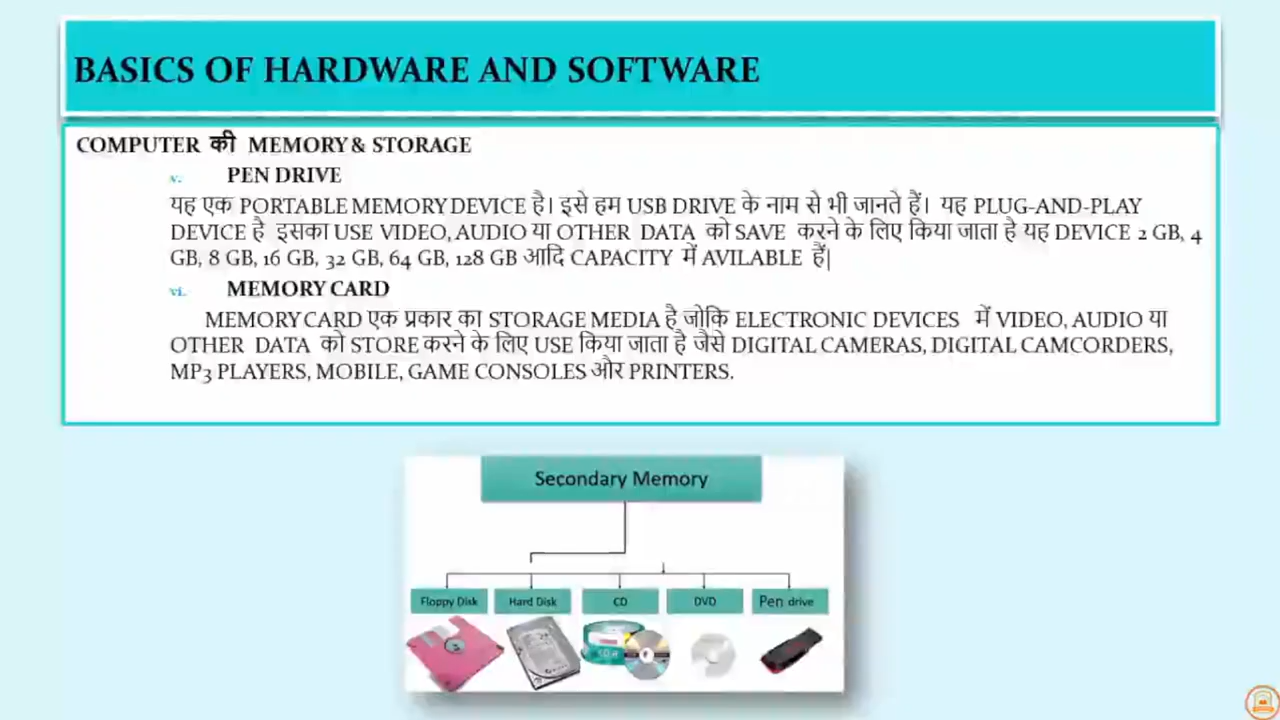 BASICS OF HARDWARE AND SOFTWARE
COMPUTER की MEMORY & STORAGE
v. PEN DRIVE
यह एक PORTABLE MEMORY DEVICE है। इसे हम USB DRIVE के नाम से भी जानते हैं। यह PLUG-AND-PLAY
DEVICE है इसका USE VIDEO, AUDIO या OTHER DATA को SAVE करने के लिए किया जाता है यह DEVICE 2 GB, 4
GB, 8 GB, 16 GB, 32 GB, 64 GB, 128 GB आदि CAPACITY में AVILABLE हैं|
vi. MEMORY CARD
MEMORY CARD एक प्रकार का STORAGE MEDIA है जोकि ELECTRONIC DEVICES में VIDEO, AUDIO या
OTHER DATA को STORE करने के लिए USE किया जाता है जैसे DIGITAL CAMERAS, DIGITAL CAMCORDERS,
MP3 PLAYERS, MOBILE, GAME CONSOLES और PRINTERS.
Secondary Memory
Floppy Disk Hard Disk CD DVD Pen drive